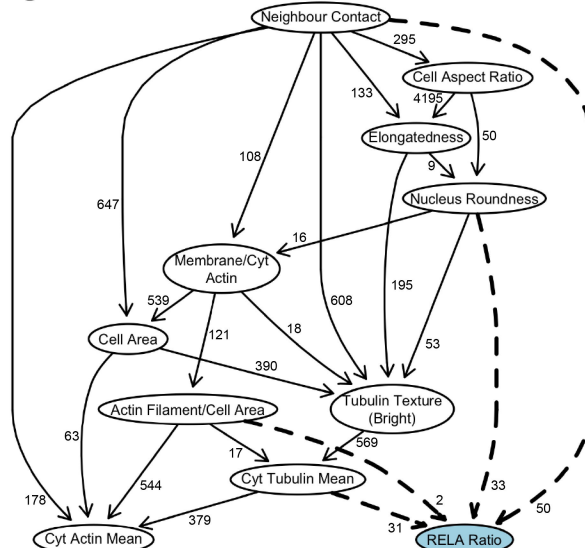 Neighbour Contact
295
Cell Aspect Ratio
133
4195
Elongatedness
50
108
9
Nucleus Roundness
647
16
Membrane/Cyt
Actin
195
539
608
121
18
Cell Area
53
390
Actin Filament/Cell Area
Tubulin Texture
(Bright)
63
17
569
Cyt Tubulin Mean
544
33
178
2
50
379
31
Cyt Actin Mean
RELA Ratio